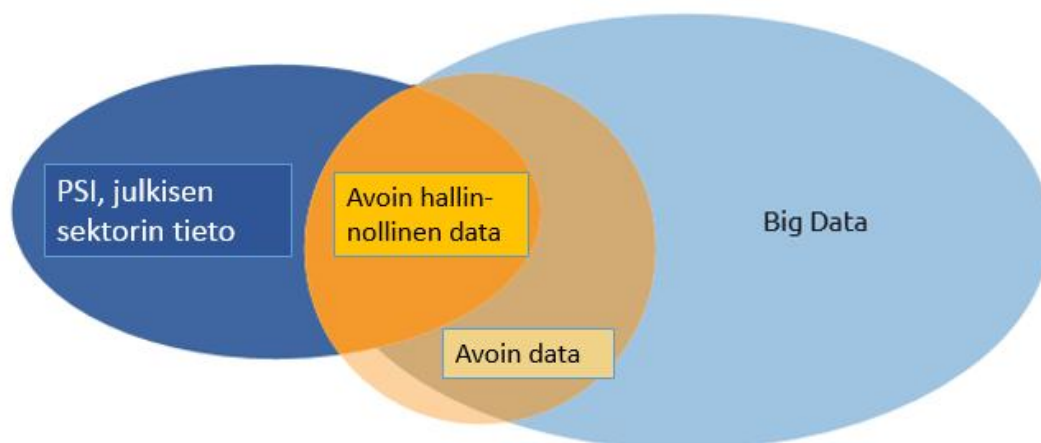 PSI, julkisen
sektorin tieto
Avoin hallin-
nollinen data
Big Data
Avoin data